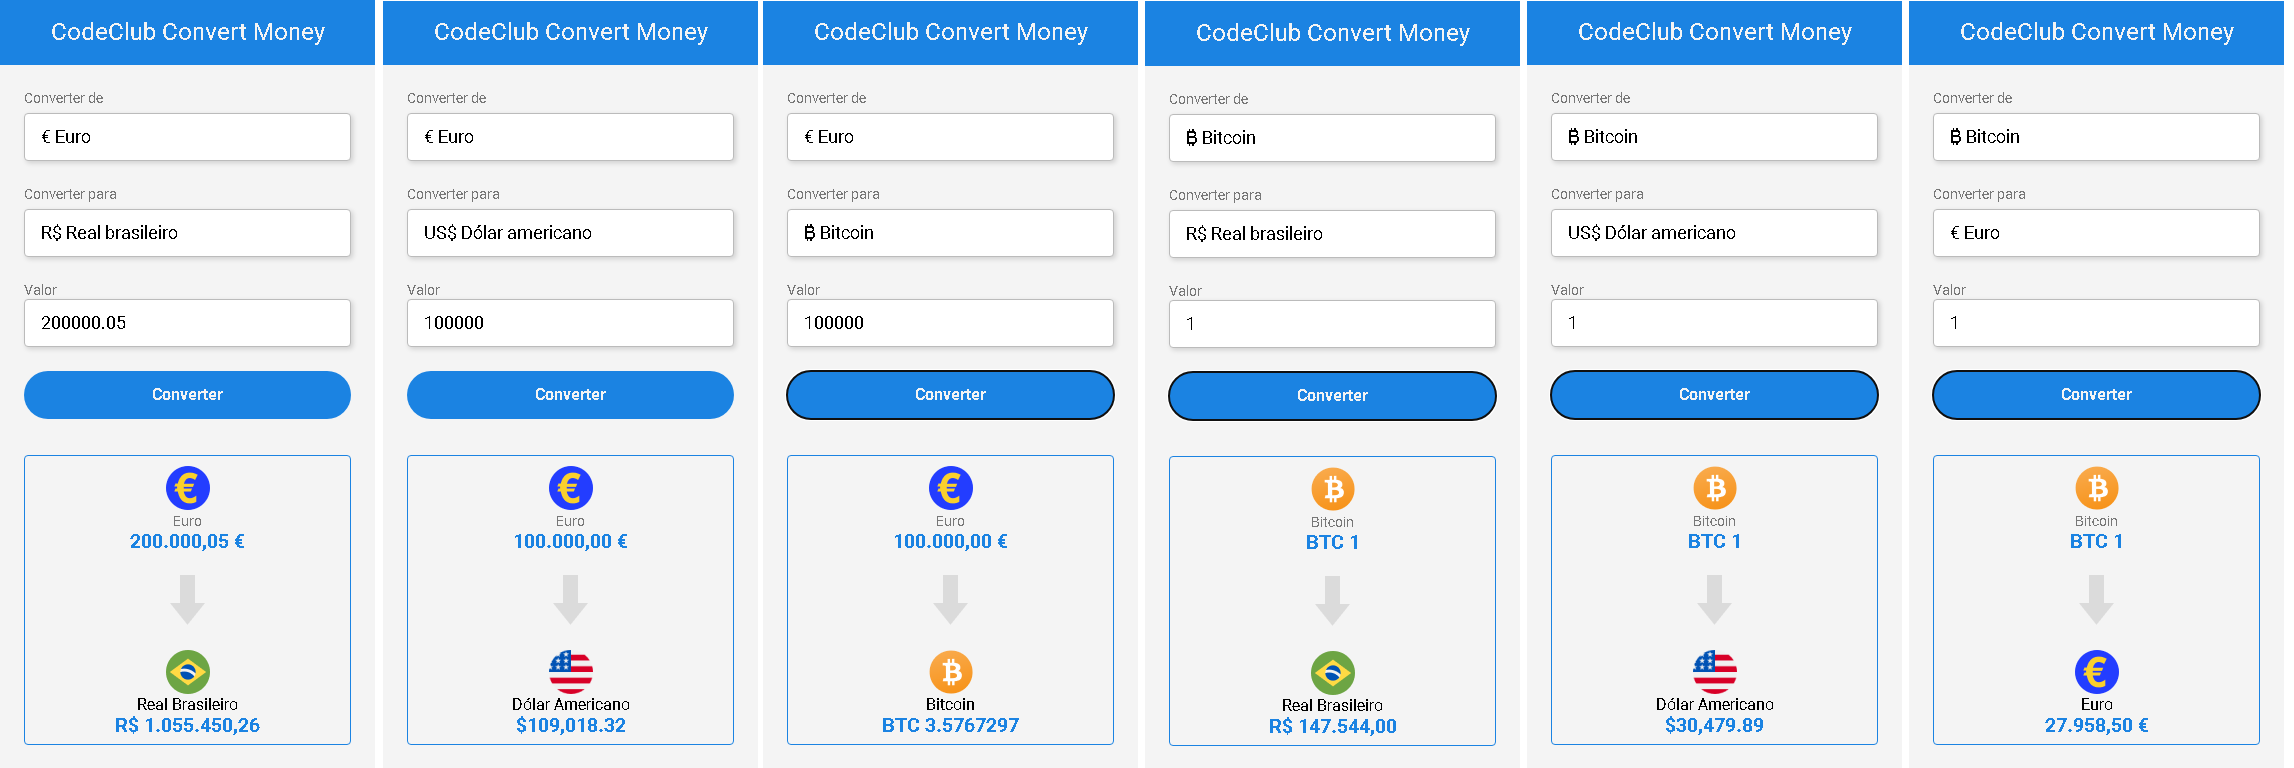 CodeClub Convert Money
Converter de
€ Euro
Converter para
R$ Real brasileiro
Valor
200000.05
Converter
€
Euro
200.000,05 €
Real Brasileiro
R$ 1.055.450,26
CodeClub Convert Money
Converter de
€ Euro
Converter para
US$ Dólar americano
Valor
100000
Converter
€
Euro
100.000,00 €
Dólar Americano
$109,018.32
CodeClub Convert Money
Converter de
€ Euro
Converter para
₿ Bitcoin
Valor
100000
Converter
€
Euro
100.000,00 €
₿
Bitcoin
BTC 3.5767297
CodeClub Convert Money
Converter de
₿ Bitcoin
Converter para
R$ Real brasileiro
Valor
1
Converter
₿
Bitcoin
BTC 1
Real Brasileiro
R$ 147.544,00
CodeClub Convert Money
Converter de
₿ Bitcoin
Converter para
US$ Dólar americano
Valor
1
Converter
₿
Bitcoin
BTC 1
Dólar Americano
$30,479.89
CodeClub Convert Money
Converter de
₿ Bitcoin
Converter para
€ Euro
Valor
1
Converter
₿
Bitcoin
BTC 1
€
Euro
27.958,50 €